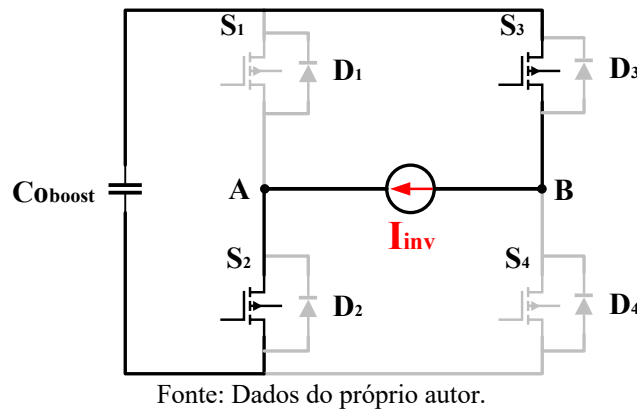 S1 S3
D1 D3
Coboost A B
Iinv
S2 S4
D2 D4
Fonte: Dados do próprio autor.